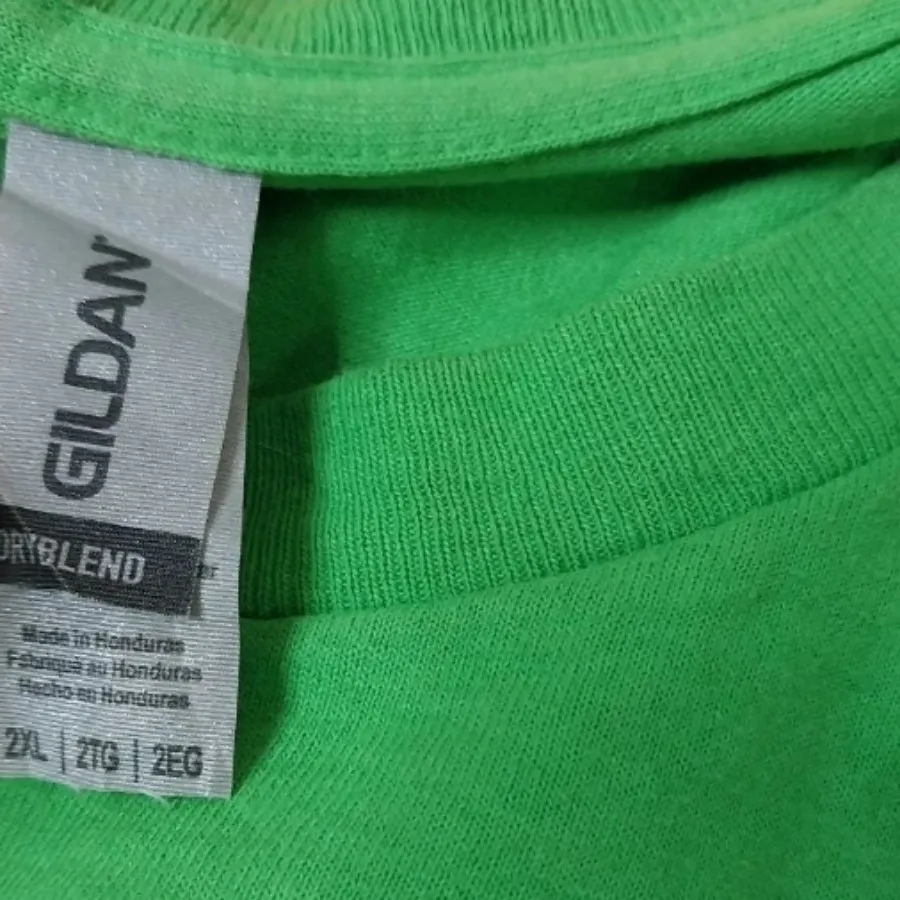 GILDAN
DRYBLEND
Made in Honduras
Fabriqué au Honduras
Hecho en Honduras
2XL | 2TG | 2EG